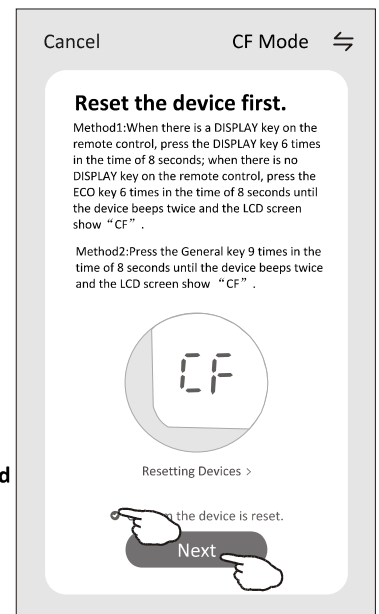 Cancel CF Mode
Reset the device first.
Method1:When there is a DISPLAY key on the
remote control, press the DISPLAY key 6 times
in the time of 8 seconds; when there is no
DISPLAY key on the remote control, press the
ECO key 6 times in the time of 8 seconds until
the device beeps twice and the LCD screen
show “CF” .
Method2:Press the General key 9 times in the
time of 8 seconds until the device beeps twice
and the LCD screen show “CF” .
CF
Resetting Devices >
the device is reset.
Next